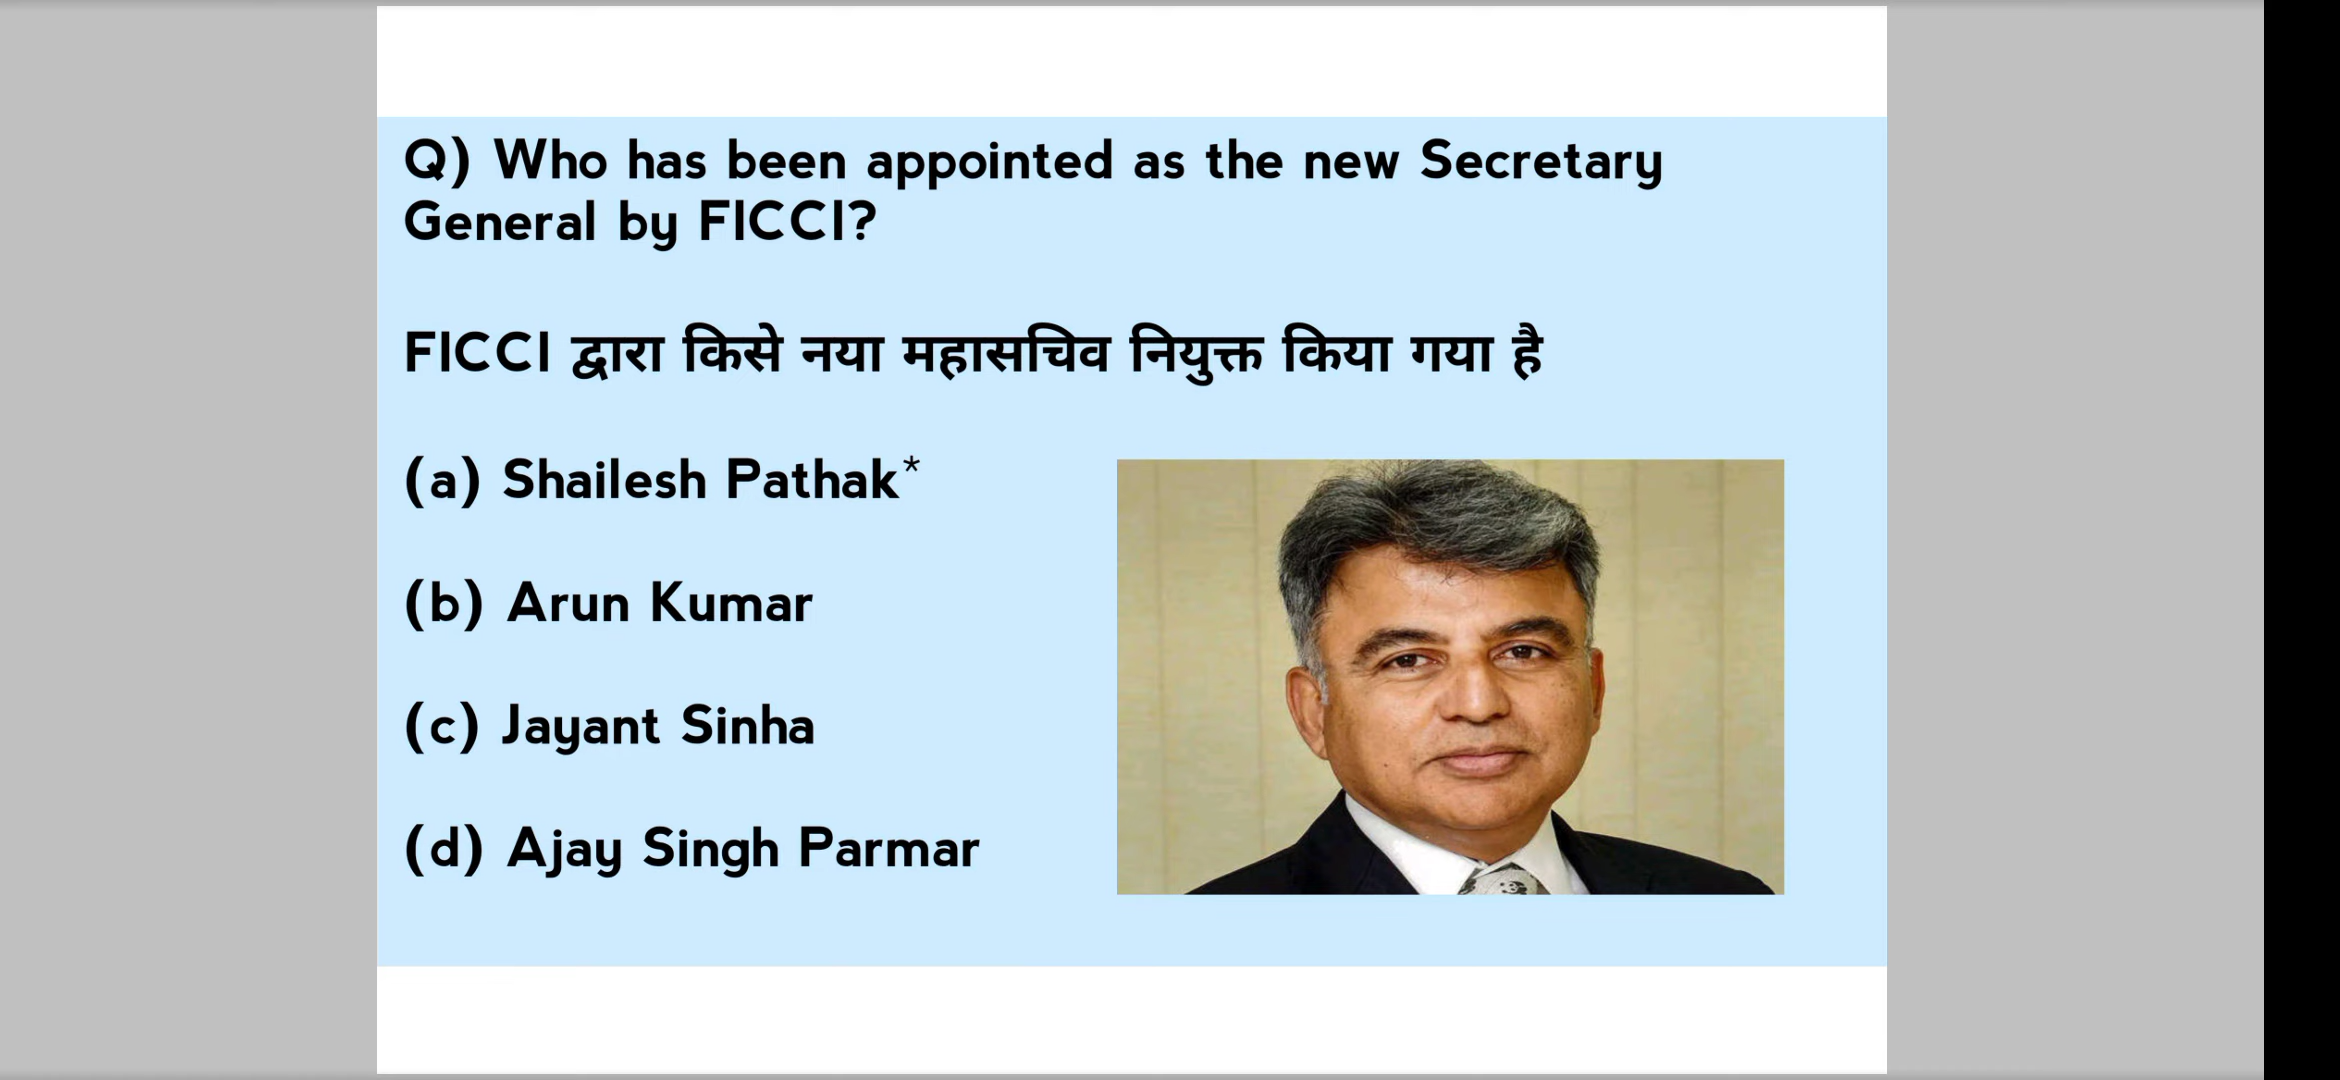 Q) Who has been appointed as the new Secretary
General by FICCI?
FICCI द्वारा किसे नया महासचिव नियुक्त किया गया है
(a) Shailesh Pathak*
(b) Arun Kumar
(c) Jayant Sinha
(d) Ajay Singh Parmar